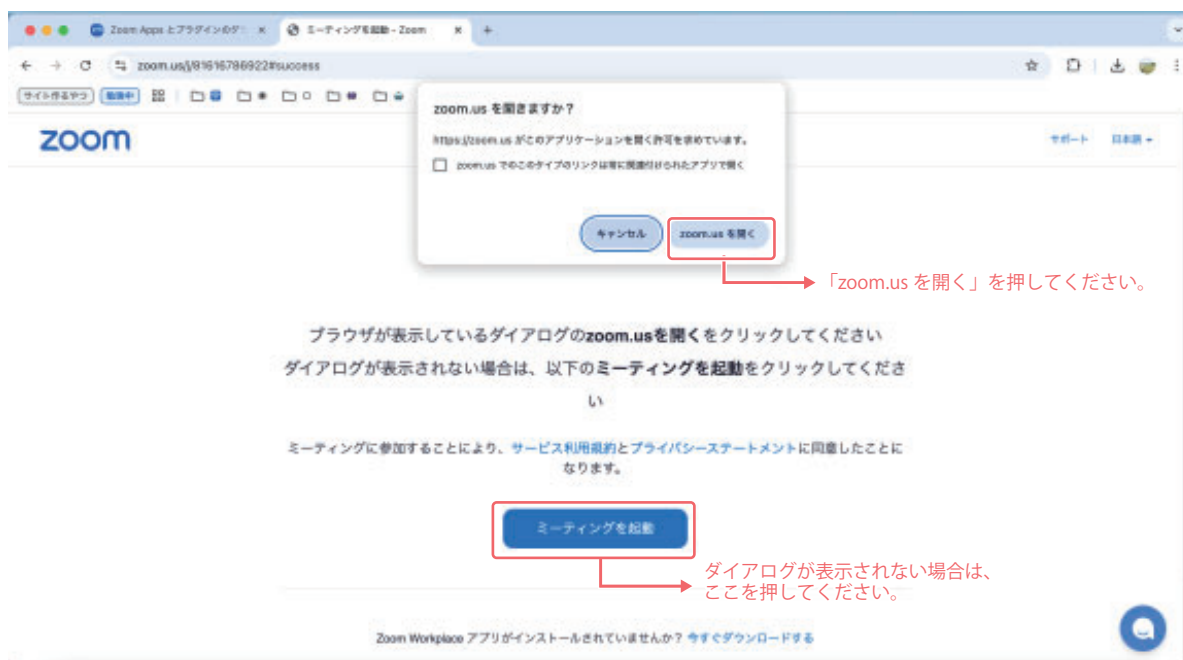 Zoom Apps とプラグインのダ
ミーティングを起動 - Zoom
zoom.us/j/81616786922#success
サイト作るやつ
勉強中
zoom
サポート
日本語
zoom.us を開きますか？
https://zoom.us がこのアプリケーションを開く許可を求めています。
zoom.us でのこのタイプのリンクは常に関連付けられたアプリで開く
キャンセル
zoom.us を開く
「zoom.us を開く」を押してください。
ブラウザが表示しているダイアログのzoom.usを開くをクリックしてください
ダイアログが表示されない場合は、以下のミーティングを起動をクリックしてくださ
い
ミーティングに参加することにより、サービス利用規約とプライバシーステートメントに同意したことに
なります。
ミーティングを起動
ダイアログが表示されない場合は、
ここを押してください。
Zoom Workplace アプリがインストールされていませんか？ 今すぐダウンロードする